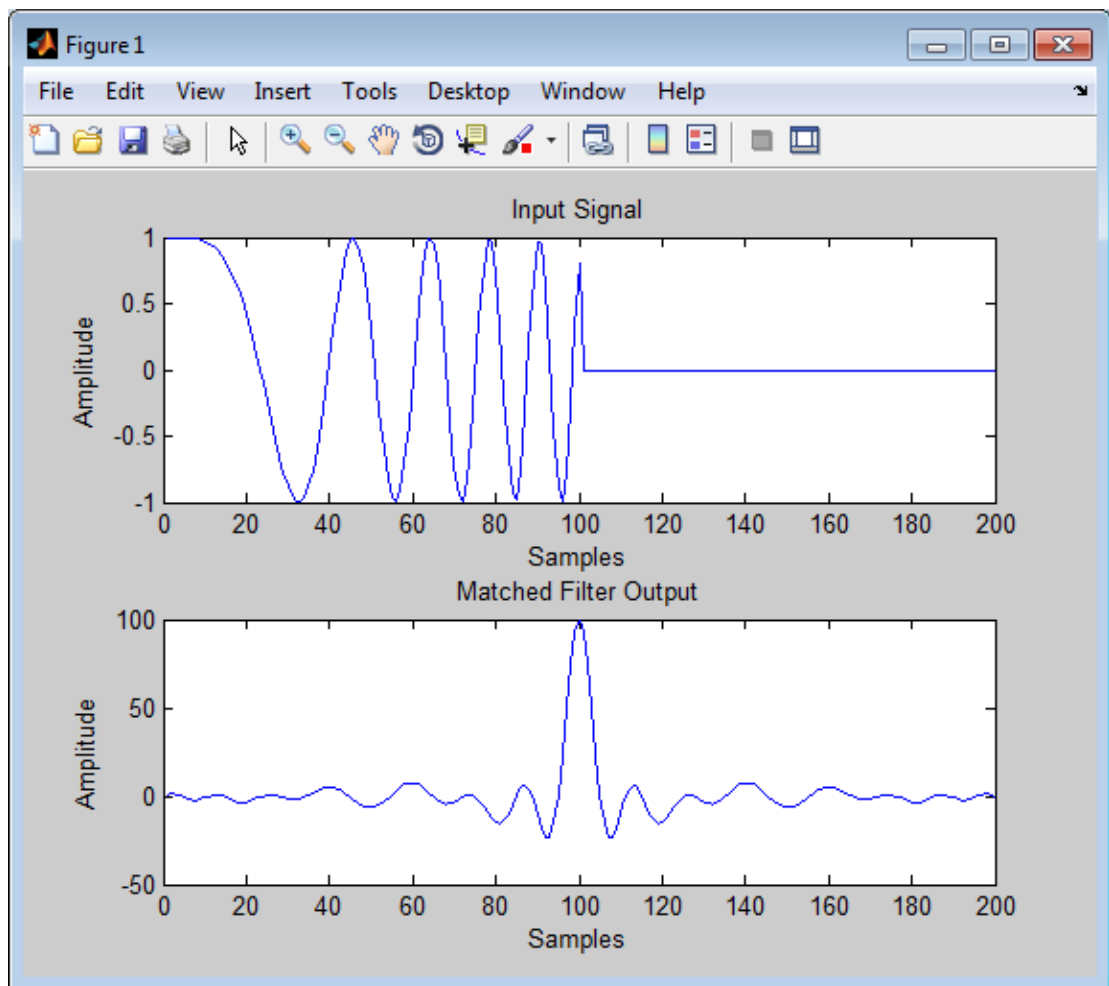 Figure 1
File Edit View Insert Tools Desktop Window Help
Input Signal
1
0.5
0
-0.5
-1
Amplitude
0 20 40 60 80 100 120 140 160 180 200
Samples
Matched Filter Output
100
50
0
-50
Amplitude
0 20 40 60 80 100 120 140 160 180 200
Samples